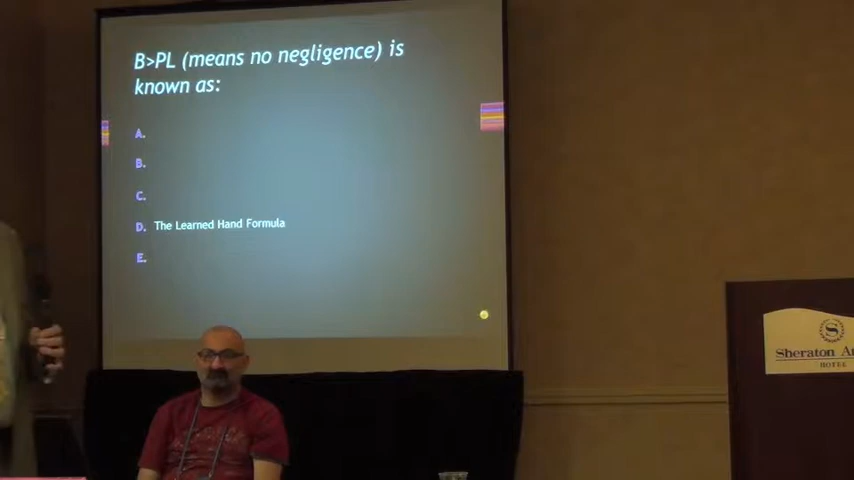 B>PL (means no negligence) is
known as:
A.
B.
C.
D. The Learned Hand Formula
E.
S
Sheraton
HOTEL